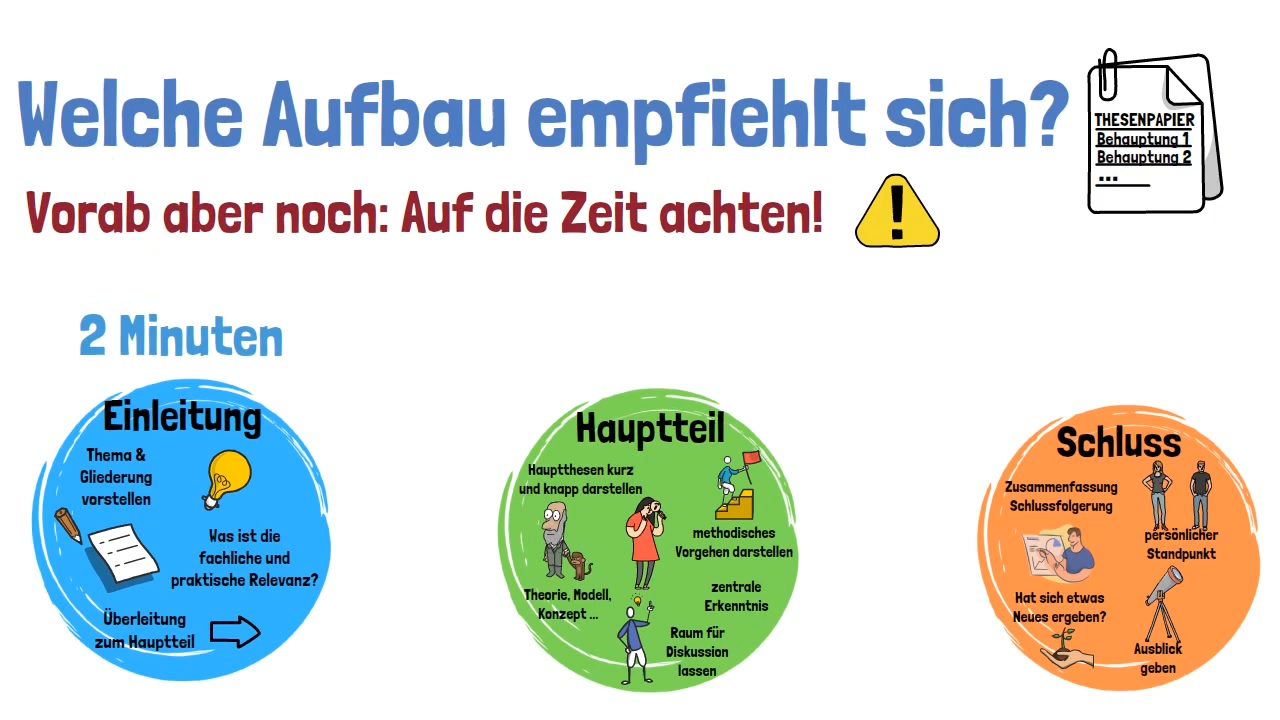 Welche Aufbau empfiehlt sich?
THESENPAPIER
Behauptung 1
Behauptung 2
...
Vorab aber noch: Auf die Zeit achten!
!
2 Minuten
Einleitung
Thema &
Gliederung
vorstellen
Was ist die
fachliche und
praktische Relevanz?
Überleitung
zum Hauptteil
Hauptteil
Hauptthesen kurz
und knapp darstellen
methodisches
Vorgehen darstellen
Theorie, Modell,
Konzept ...
zentrale
Erkenntnis
Raum für
Diskussion
lassen
Schluss
Zusammenfassung
Schlussfolgerung
persönlicher
Standpunkt
Hat sich etwas
Neues ergeben?
Ausblick
geben